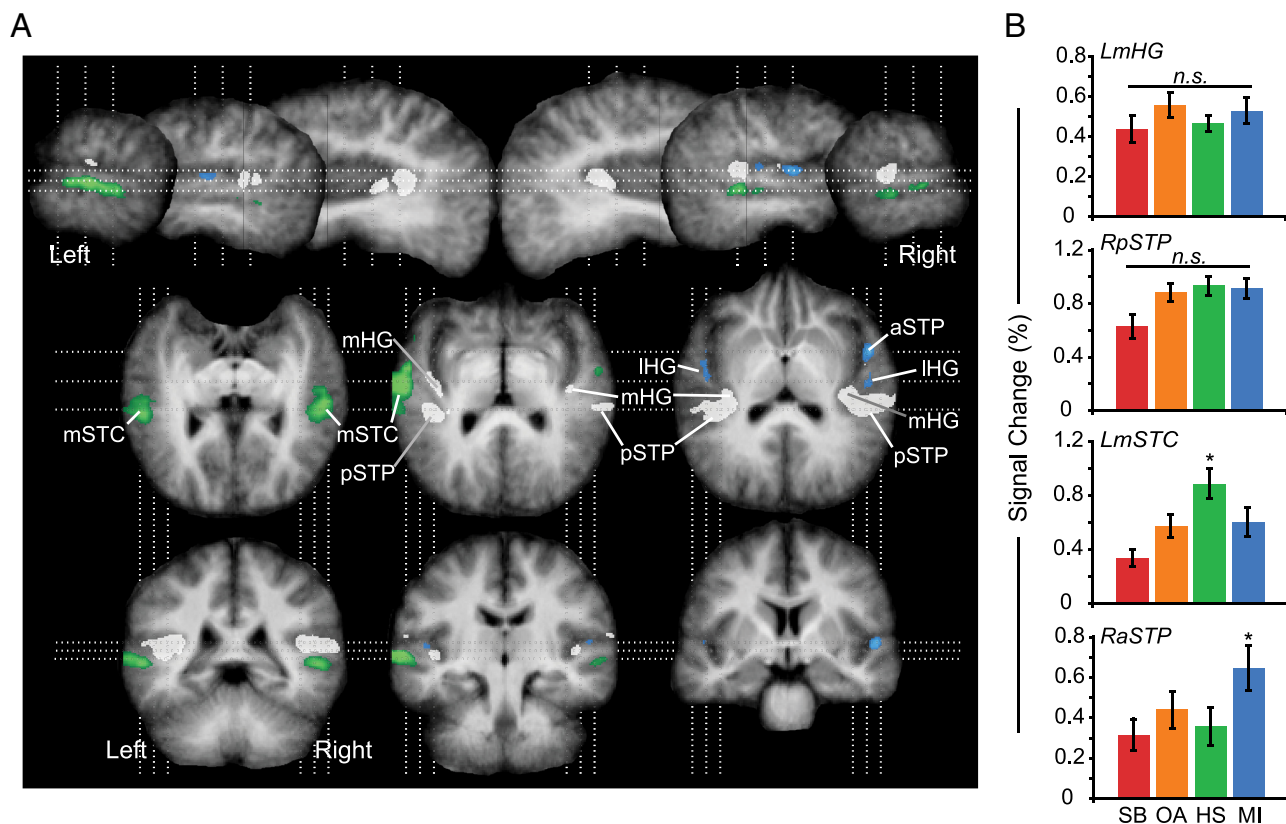 A
B
Left
Right
mHG
lHG
aSTP
lHG
mHG
mHG
mSTC
mSTC
pSTP
pSTP
pSTP
Left
Right
Signal Change (%)
LmHG
n.s.
0.8
0.6
0.4
0.2
0
RpSTP
n.s.
1.2
0.8
0.4
0
LmSTC
*
1.2
0.8
0.4
0
RaSTP
*
0.8
0.6
0.4
0.2
0
SB OA HS MI